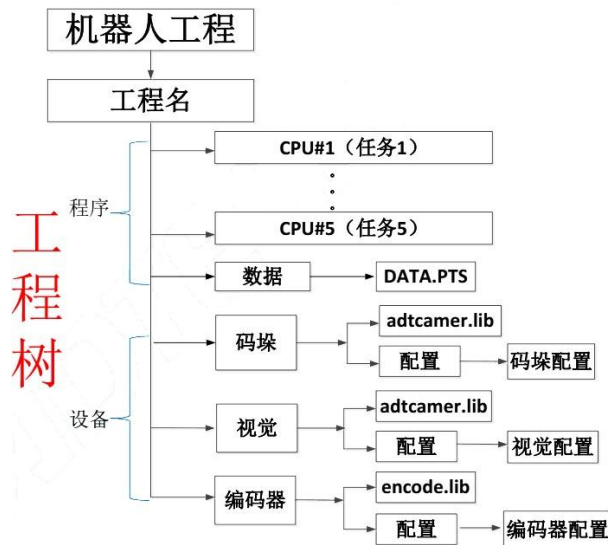 机器人工程
工程名
CPU#1（任务1）
CPU#5（任务5）
程序
数据
DATA.PTS
工程树
adtcamer.lib
码垛
配置
码垛配置
设备
adtcamer.lib
视觉
配置
视觉配置
encode.lib
编码器
配置
编码器配置